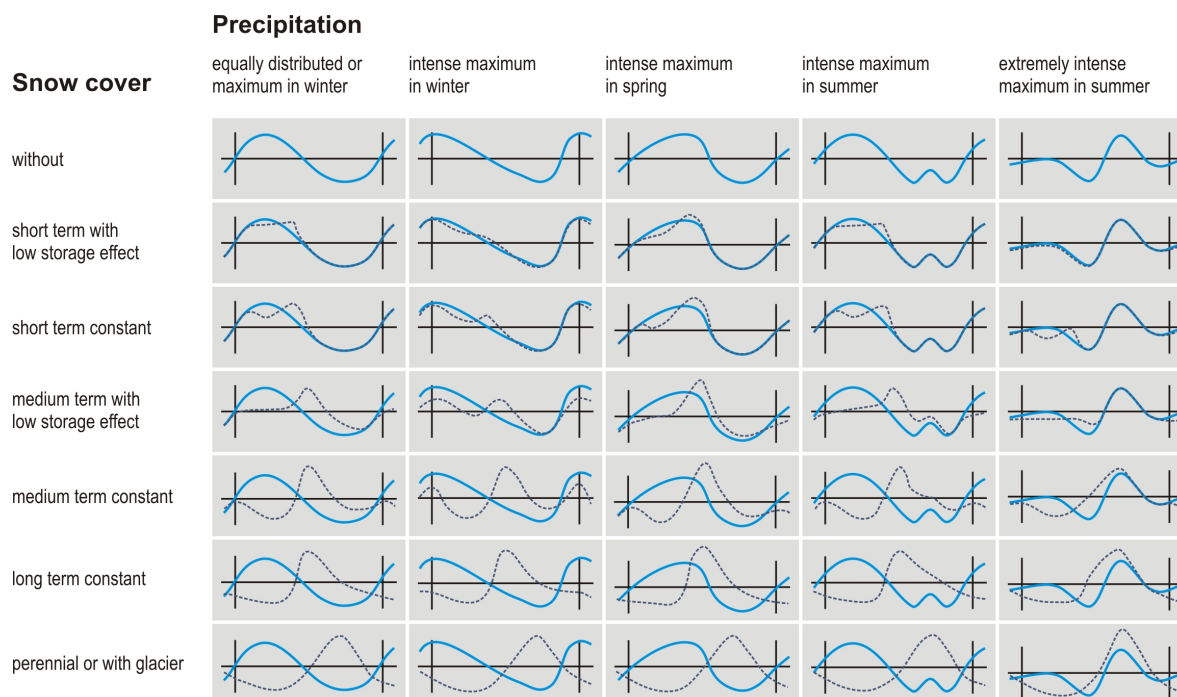 Precipitation
Snow cover
equally distributed or
maximum in winter
intense maximum
in winter
intense maximum
in spring
intense maximum
in summer
extremely intense
maximum in summer
without
short term with
low storage effect
short term constant
medium term with
low storage effect
medium term constant
long term constant
perennial or with glacier